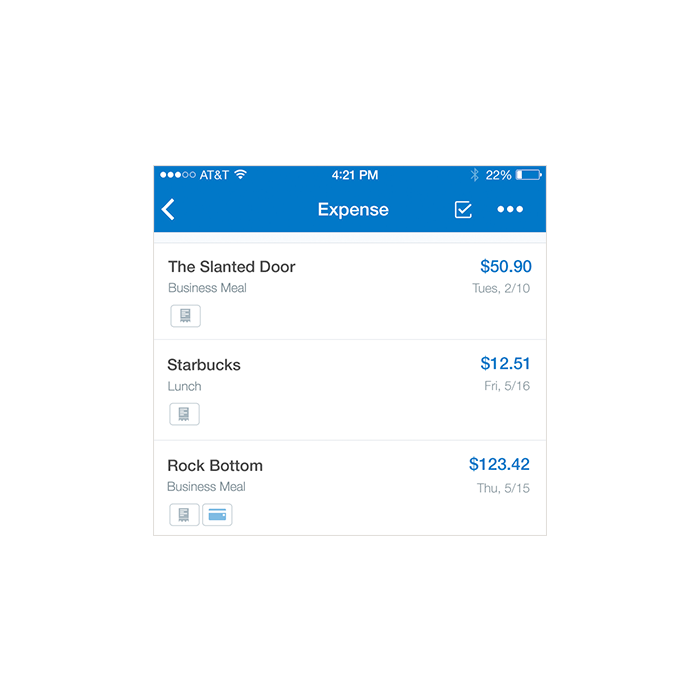 AT&T 4:21 PM 22%
Expense
The Slanted Door $50.90
Business Meal Tues, 2/10
Starbucks $12.51
Lunch Fri, 5/16
Rock Bottom $123.42
Business Meal Thu, 5/15